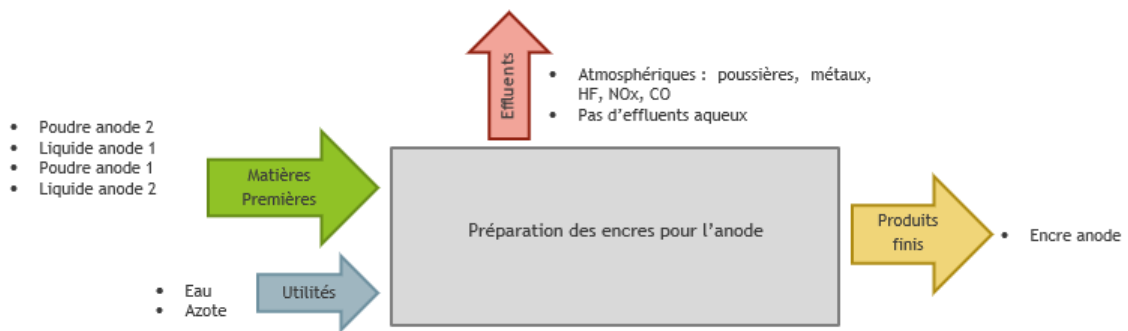 Effluents
• Atmosphériques : poussières, métaux,
HF, NOx, CO
• Pas d'effluents aqueux
• Poudre anode 2
• Liquide anode 1
• Poudre anode 1
• Liquide anode 2
Matières
Premières
Préparation des encres pour l'anode
Produits
finis
• Encre anode
• Eau
• Azote
Utilités